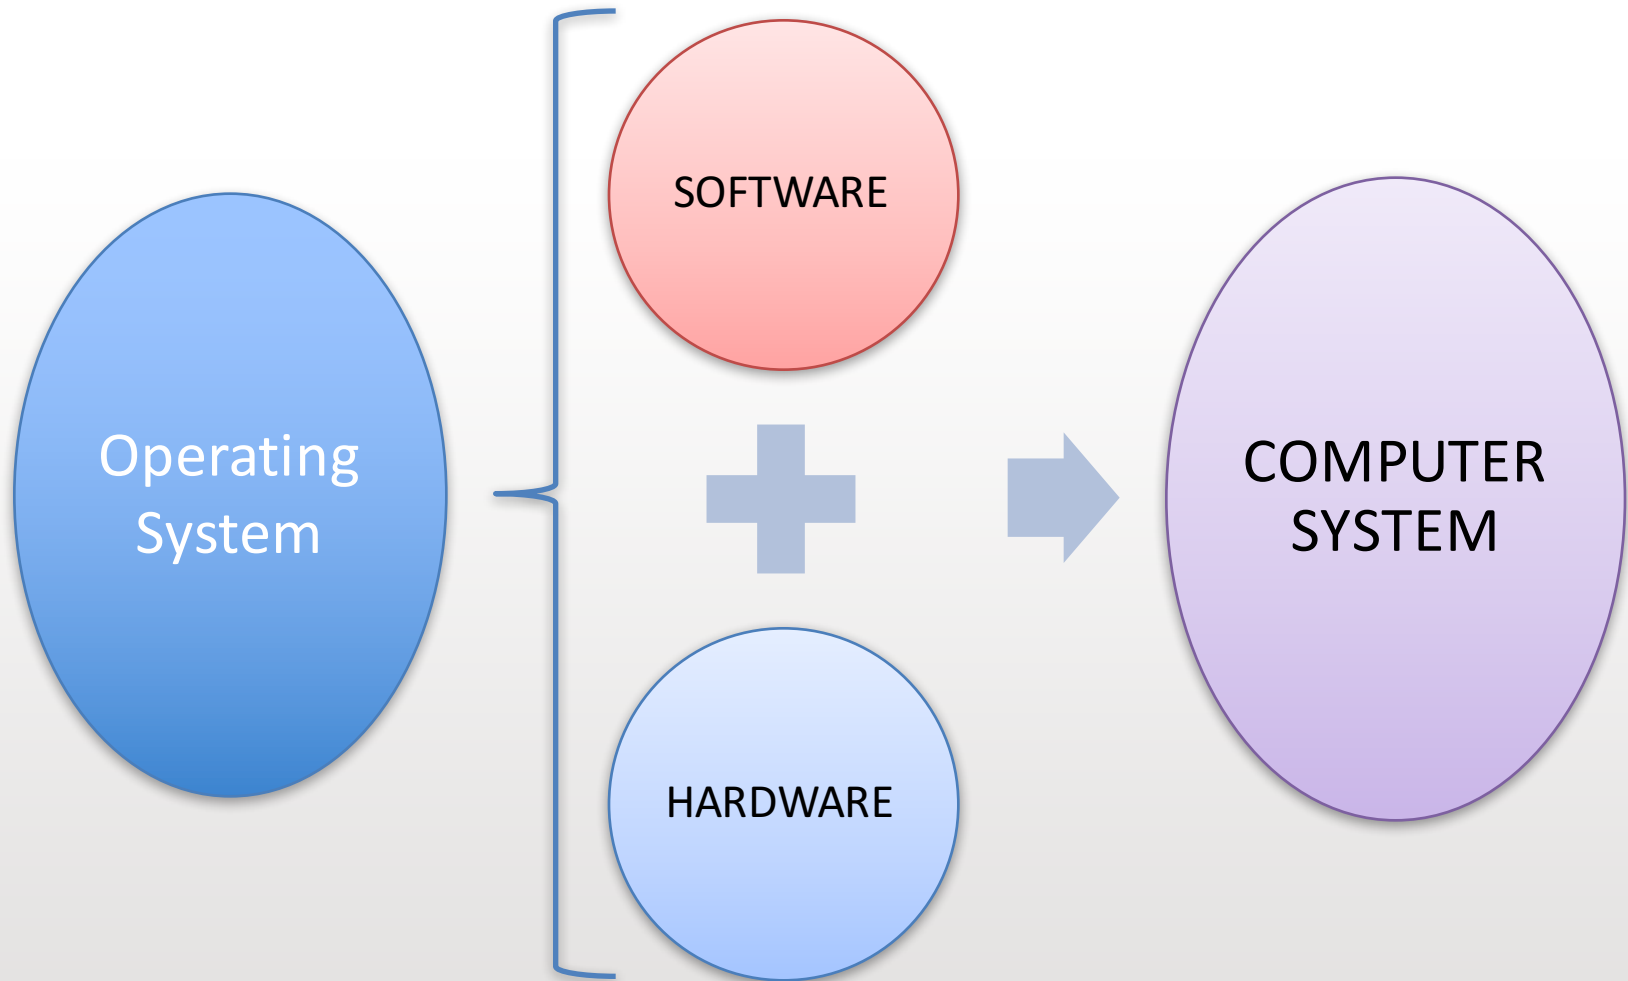 Operating
System
SOFTWARE
HARDWARE
COMPUTER
SYSTEM